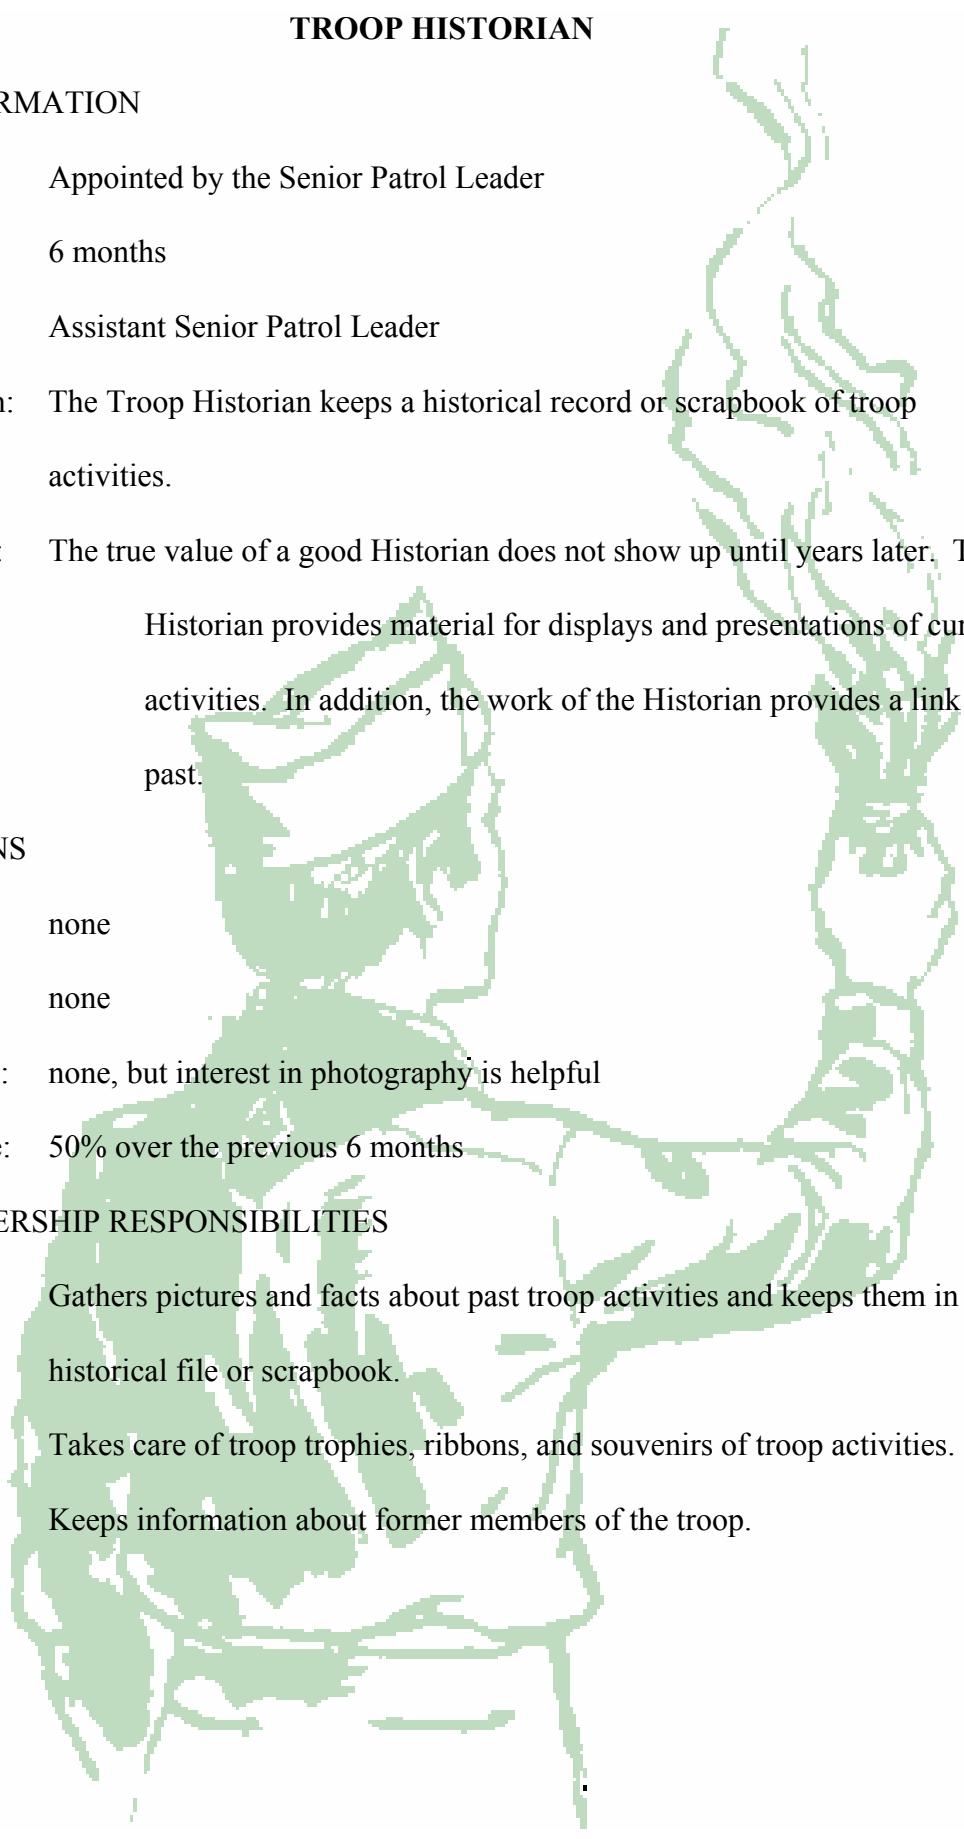 TROOP HISTORIAN
RMATION
Appointed by the Senior Patrol Leader
6 months
Assistant Senior Patrol Leader
n: The Troop Historian keeps a historical record or scrapbook of troop
activities.
: The true value of a good Historian does not show up until years later. T
Historian provides material for displays and presentations of cur
activities. In addition, the work of the Historian provides a link
past.
NS
none
none
: none, but interest in photography is helpful
e: 50% over the previous 6 months
ERSHIP RESPONSIBILITIES
Gathers pictures and facts about past troop activities and keeps them in
historical file or scrapbook.
Takes care of troop trophies, ribbons, and souvenirs of troop activities.
Keeps information about former members of the troop.